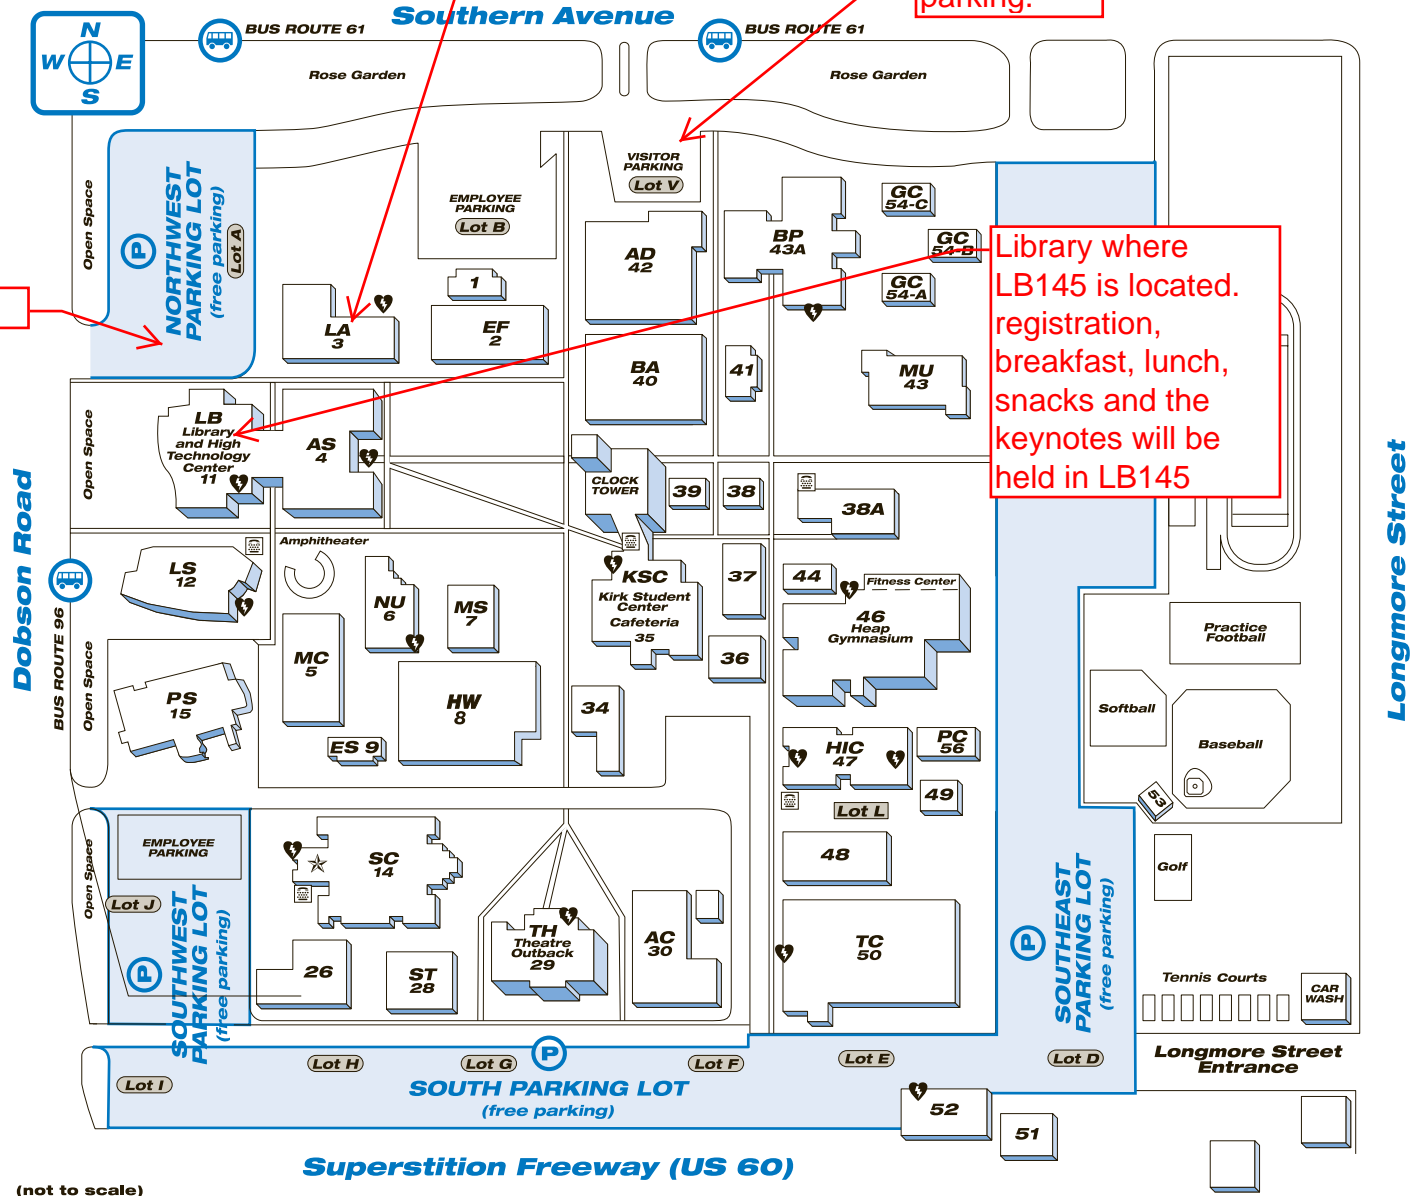 parking.
Southern Avenue
BUS ROUTE 61
BUS ROUTE 61
N
W E
S
Rose Garden
Rose Garden
Open Space
NORTHWEST
PARKING LOT
(free parking)
Lot A
P
EMPLOYEE
PARKING
Lot B
VISITOR
PARKING
Lot V
1
LA
3
EF
2
AD
42
BP
43A
GC
54-C
GC
54-B
GC
54-A
Library where
LB145 is located.
registration,
breakfast, lunch,
snacks and the
keynotes will be
held in LB145
BA
40
41
MU
43
Open Space
LB
Library
and High
Technology
Center
11
AS
4
CLOCK
TOWER
39
38
38A
Dobson Road
BUS ROUTE 96
Longmore Street
LS
12
Amphitheater
NU
6
MS
7
KSC
Kirk Student
Center
Cafeteria
35
37
44
Fitness Center
46
Heap
Gymnasium
Practice
Football
Open Space
PS
15
MC
5
ES 9
HW
8
34
36
Softball
Baseball
HIC
47
PC
56
49
Lot L
53
48
Golf
Open Space
EMPLOYEE
PARKING
Lot J
P
SOUTHWEST
PARKING LOT
(free parking)
SC
14
26
ST
28
TH
Theatre
Outback
29
AC
30
TC
50
P
SOUTHEAST
PARKING LOT
(free parking)
Tennis Courts
CAR
WASH
Longmore Street
Entrance
Lot I
Lot H
Lot G
P
Lot F
Lot E
Lot D
SOUTH PARKING LOT
(free parking)
52
51
Superstition Freeway (US 60)
(not to scale)